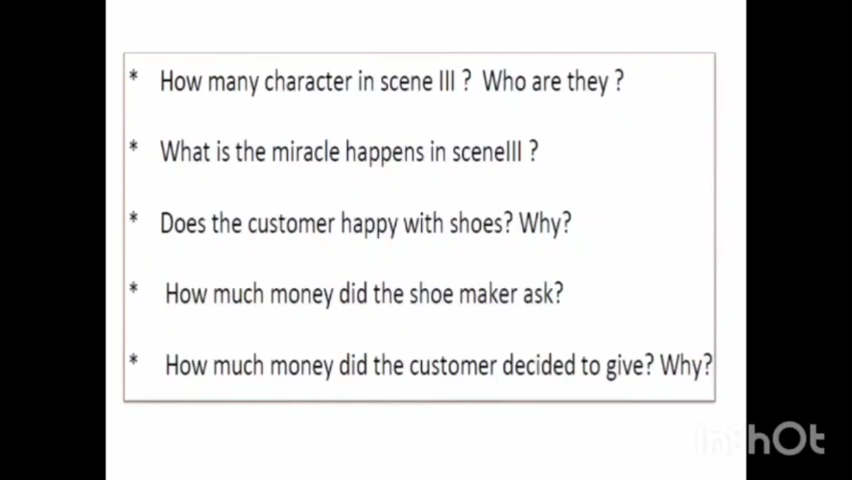 * How many character in scene III ? Who are they ?
* What is the miracle happens in sceneIII ?
* Does the customer happy with shoes? Why?
* How much money did the shoe maker ask?
* How much money did the customer decided to give? Why?
InShOt